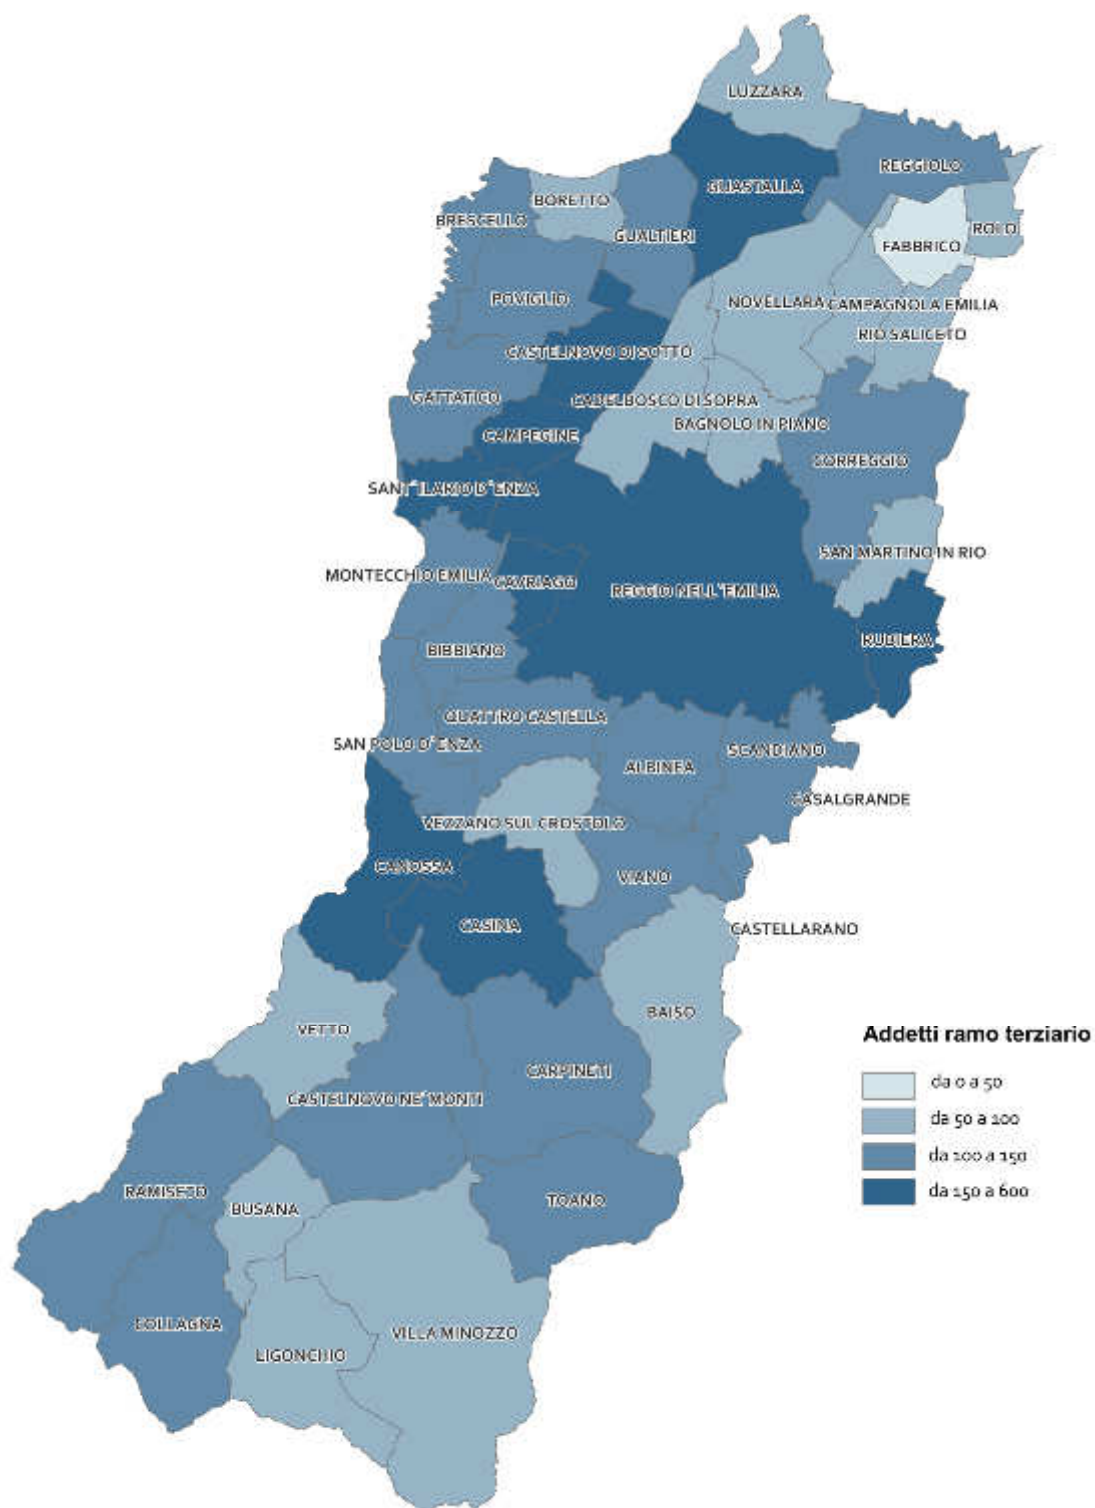 LUZZARA
REGGIOLO
GUASTALLA
BORETTO
BRESCELLO
GUALTIERI
ROLO
FABBRICO
POVIGLIO
NOVELLARA
CAMPAGNOLA EMILIA
RIO SALICETO
CASTELNOVO DI SOTTO
GATTATICO
CADELBOSCO DI SOPRA
BAGNOLO IN PIANO
CAMPEGINE
CORREGGIO
SANT'ILARIO D'ENZA
SAN MARTINO IN RIO
MONTECCHIO EMILIA
CAVRIAGO
REGGIO NELL'EMILIA
RUBIERA
BIBBIANO
QUATTRO CASTELLA
SAN POLO D'ENZA
SCANDIANO
ALBINEA
CASALGRANDE
VEZZANO SUL CROSTOLO
CANOSSA
VIANO
CASINA
CASTELLARANO
BAISO
VETTO
CARPINETI
CASTELNOVO NE'MONTI
RAMISETO
BUSANA
TOANO
COLLAGNA
VILLA MINOZZO
LIGONCHIO
Addetti ramo terziario
da 0 a 50
da 50 a 100
da 100 a 150
da 150 a 600